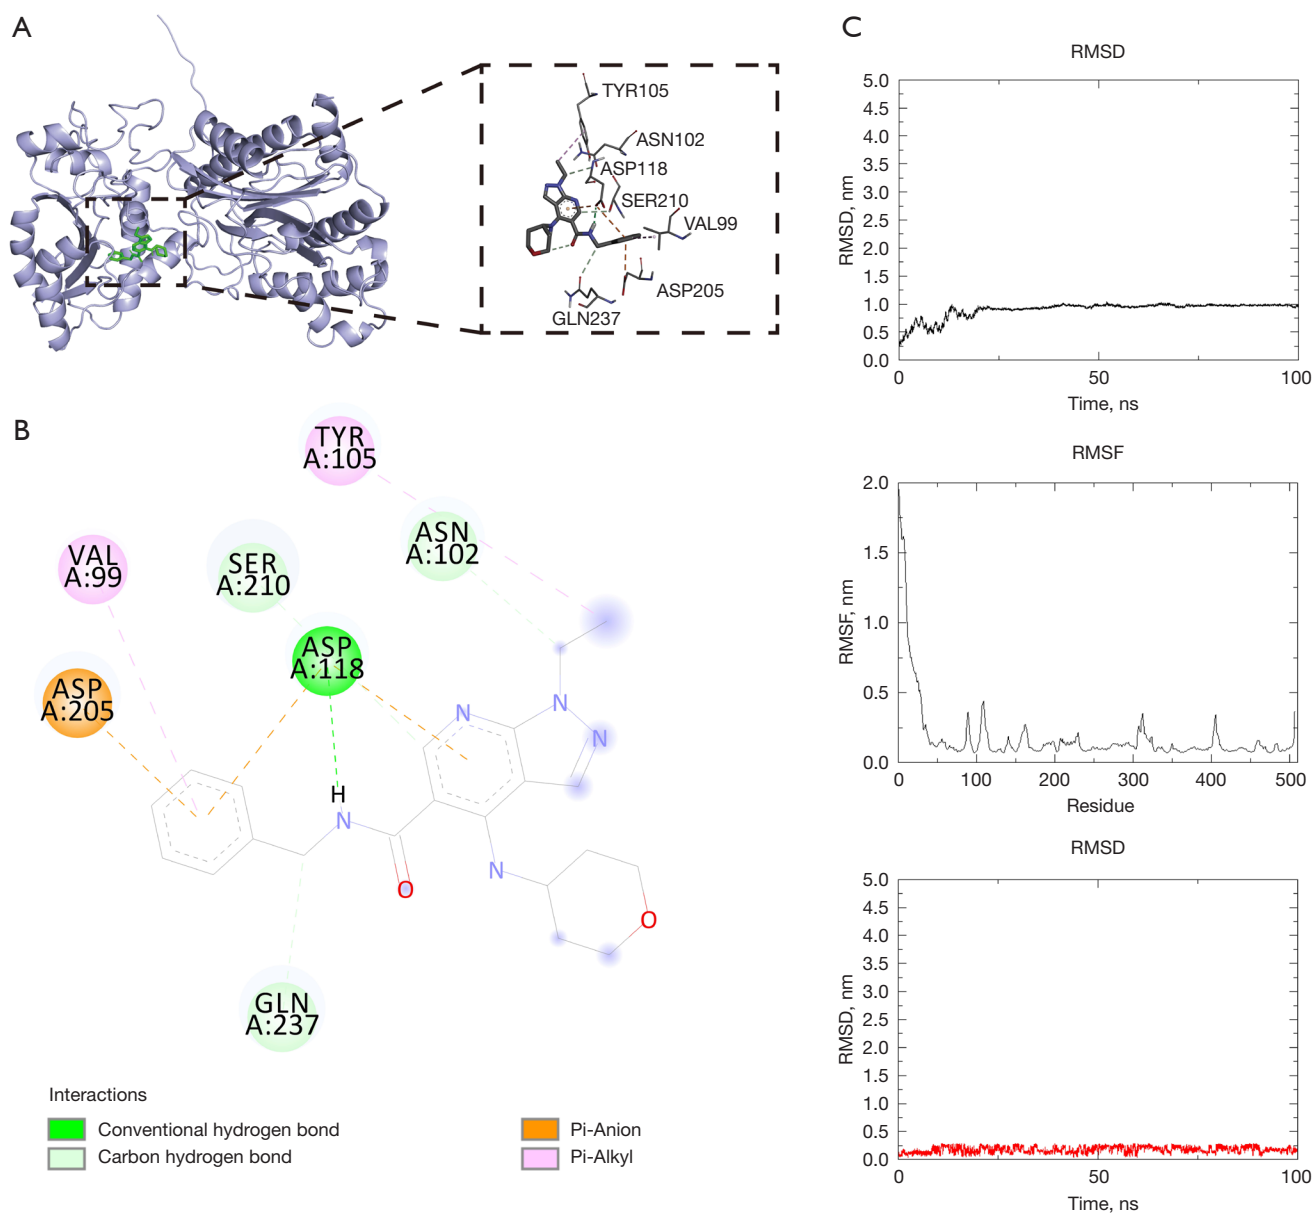 A
TYR105
ASN102
ASP118
SER210
VAL99
ASP205
GLN237
B
TYR
A:105
ASN
A:102
VAL
A:99
SER
A:210
ASP
A:118
ASP
A:205
N
N
N
H
N
O
N
O
GLN
A:237
Interactions
Conventional hydrogen bond
Carbon hydrogen bond
Pi-Anion
Pi-Alkyl
C
RMSD
RMSD, nm
5.0
4.5
4.0
3.5
3.0
2.5
2.0
1.5
1.0
0.5
0.0
0 50 100
Time, ns
RMSF
RMSF, nm
2.0
1.5
1.0
0.5
0.0
0 100 200 300 400 500
Residue
RMSD
RMSD, nm
5.0
4.5
4.0
3.5
3.0
2.5
2.0
1.5
1.0
0.5
0.0
0 50 100
Time, ns